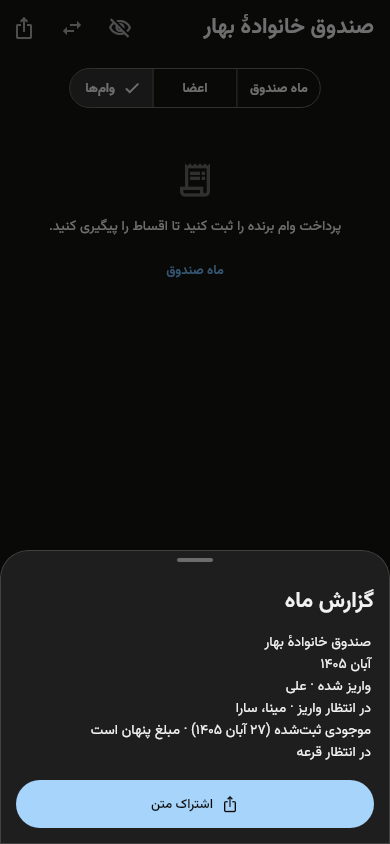 صندوق خانوادهٔ بهار
ماه صندوق
اعضا
وام‌ها
پرداخت وام برنده را ثبت کنید تا اقساط را پیگیری کنید.
ماه صندوق
گزارش ماه
صندوق خانوادهٔ بهار
آبان ۱۴۰۵
واریز شده · علی
در انتظار واریز · مینا، سارا
موجودی ثبت‌شده (۲۷ آبان ۱۴۰۵) · مبلغ پنهان است
در انتظار قرعه
اشتراک متن